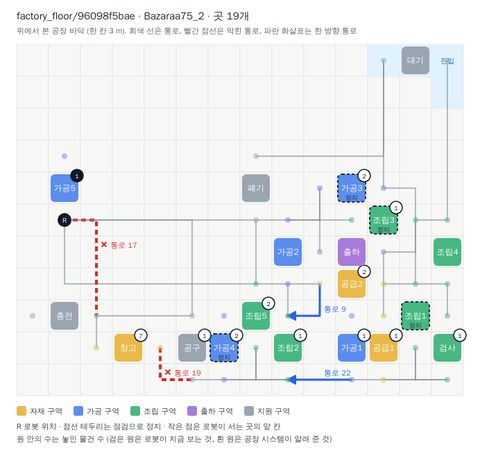 factory_floor/96098f5bae · Bazaraa75_2 · 곳 19개
위에서 본 공장 바닥 (한 칸 3 m). 회색 선은 통로, 빨간 점선은 막힌 통로, 파란 화살표는 한 방향 통로
대기
가공5
1
폐기
가공3
정지
2
조립3
정지
1
R
통로 17
가공2
출하
조립4
가공2
2
통로 9
충전
조립5
2
조립1
정지
창고
7
공구
1
가공4
정지
2
조립2
1
가공1
1
공급1
1
검사
1
통로 19
통로 22
자재 구역
가공 구역
조립 구역
출하 구역
지원 구역
R 로봇 위치 · 점선 테두리는 점검으로 정지 · 작은 점은 로봇이 서는 곳의 앞 칸
원 안의 수는 놓인 물건 수 (검은 원은 로봇이 지금 보는 것, 흰 원은 공장 시스템이 알려 준 것)